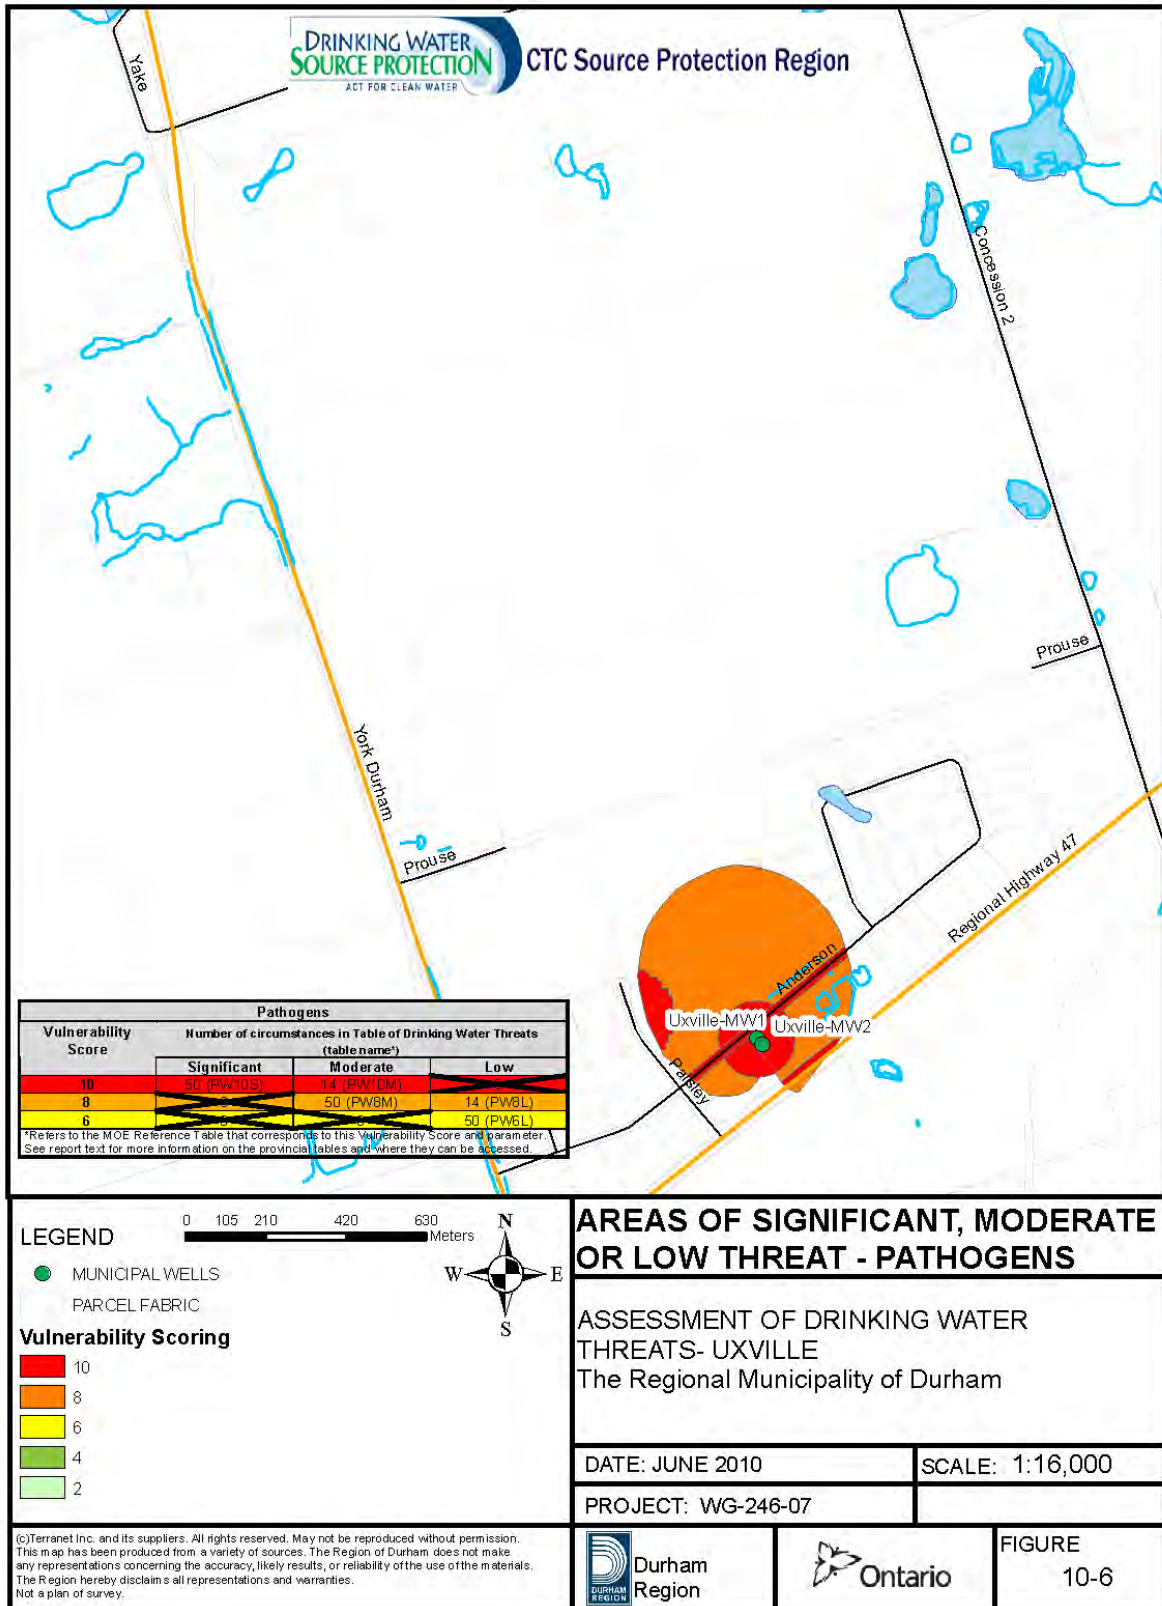 DRINKING WATER
SOURCE PROTECTION
ACT FOR CLEAN WATER
CTC Source Protection Region
Yake
Concession 2
Prouse
York Durham
Prouse
Regional Highway 47
Anderson
Uxville-MW1
Uxville-MW2
Paisley
Pathogens
Vulnerability Score
Number of circumstances in Table of Drinking Water Threats
(table name*)
Significant Moderate Low
10 50 (PW10S) 14 (PW10M)
8 50 (PW8M) 14 (PW8L)
6 50 (PW6L)
*Refers to the MOE Reference Table that corresponds to this Vulnerability Score and parameter.
See report text for more information on the provincial tables and where they can be accessed.
LEGEND
0 105 210 420 630
Meters
N
W E
S
MUNICIPAL WELLS
PARCEL FABRIC
Vulnerability Scoring
10
8
6
4
2
(c)Terranet Inc. and its suppliers. All rights reserved. May not be reproduced without permission.
This map has been produced from a variety of sources. The Region of Durham does not make
any representations concerning the accuracy, likely results, or reliability of the use of the materials.
The Region hereby disclaims all representations and warranties.
Not a plan of survey.
AREAS OF SIGNIFICANT, MODERATE
OR LOW THREAT - PATHOGENS
ASSESSMENT OF DRINKING WATER
THREATS- UXVILLE
The Regional Municipality of Durham
DATE: JUNE 2010
SCALE: 1:16,000
PROJECT: WG-246-07
DURHAM
REGION
Durham
Region
Ontario
FIGURE
10-6